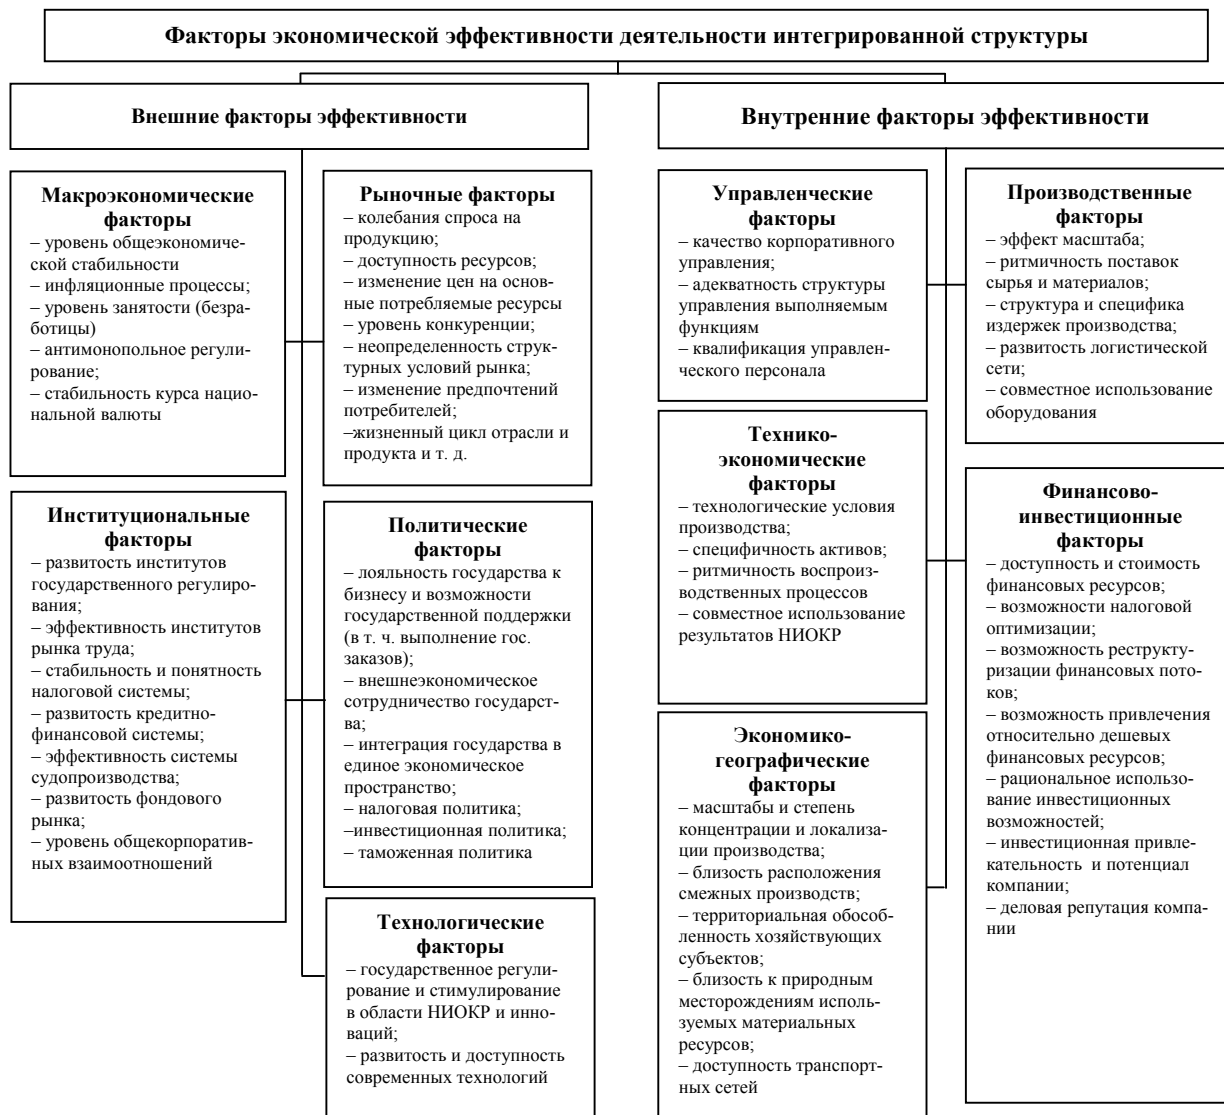 Факторы экономической эффективности деятельности интегрированной структуры
Внешние факторы эффективности
Макроэкономические
факторы
– уровень общеэкономиче-
ской стабильности
– инфляционные процессы;
– уровень занятости (безра-
ботицы)
– антимонопольное регули-
рование;
– стабильность курса нацио-
нальной валюты
Рыночные факторы
– колебания спроса на
продукцию;
– доступность ресурсов;
– изменение цен на основ-
ные потребляемые ресурсы
– уровень конкуренции;
– неопределенность струк-
турных условий рынка;
– изменение предпочтений
потребителей;
–жизненный цикл отрасли и
продукта и т. д.
Институциональные
факторы
– развитость институтов
государственного регулиро-
вания;
– эффективность институтов
рынка труда;
– стабильность и понятность
налоговой системы;
– развитость кредитно-
финансовой системы;
– эффективность системы
судопроизводства;
– развитость фондового
рынка;
– уровень общекорпоратив-
ных взаимоотношений
Политические
факторы
– лояльность государства к
бизнесу и возможности
государственной поддержки
(в т. ч. выполнение гос.
заказов);
– внешнеэкономическое
сотрудничество государст-
ва;
– интеграция государства в
единое экономическое
пространство;
– налоговая политика;
–инвестиционная политика;
– таможенная политика
Технологические
факторы
– государственное регули-
рование и стимулирование
в области НИОКР и инно-
ваций;
– развитость и доступность
современных технологий
Внутренние факторы эффективности
Управленческие
факторы
– качество корпоративного
управления;
– адекватность структуры
управления выполняемым
функциям
– квалификация управлен-
ческого персонала
Производственные
факторы
– эффект масштаба;
– ритмичность поставок
сырья и материалов;
– структура и специфика
издержек производства;
– развитость логистической
сети;
– совместное использование
оборудования
Технико-
экономические
факторы
– технологические условия
производства;
– специфичность активов;
– ритмичность воспроиз-
водственных процессов
– совместное использование
результатов НИОКР
Финансово-
инвестиционные
факторы
– доступность и стоимость
финансовых ресурсов;
– возможности налоговой
оптимизации;
– возможность реструкту-
ризации финансовых пото-
ков;
– возможность привлечения
относительно дешевых
финансовых ресурсов;
– рациональное использо-
вание инвестиционных
возможностей;
– инвестиционная привле-
кательность и потенциал
компании;
– деловая репутация компа-
нии
Экономико-
географические
факторы
– масштабы и степень
концентрации и локализа-
ции производства;
– близость расположения
смежных производств;
– территориальная обособ-
ленность хозяйствующих
субъектов;
– близость к природным
месторождениям исполь-
зуемых материальных
ресурсов;
– доступность транспорт-
ных сетей